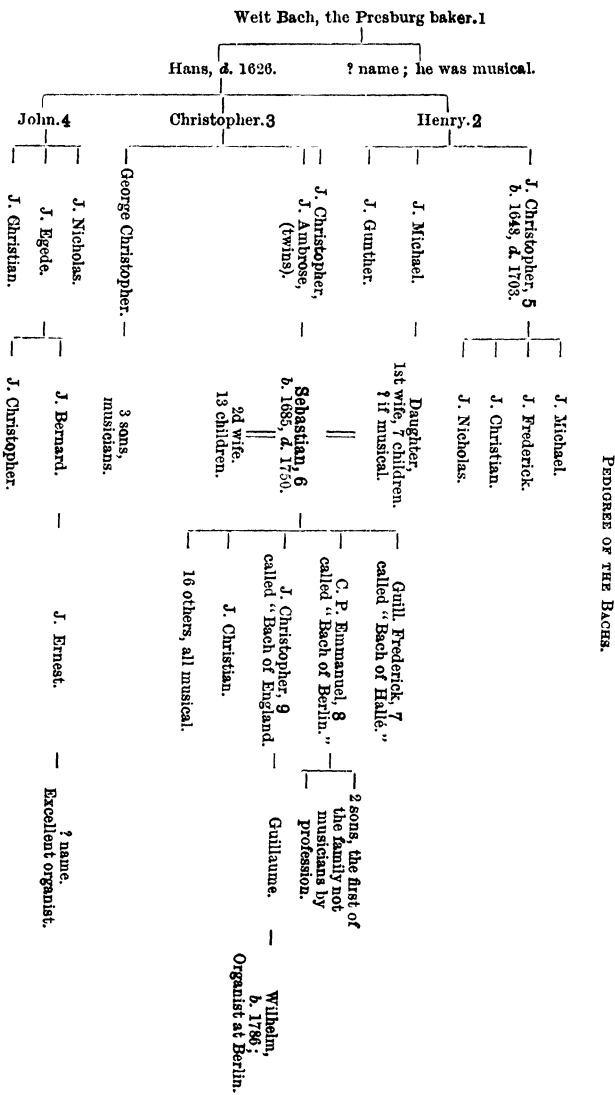 PEDIGREE OF THE BACHS.
Weit Bach, the Presburg baker.1
Hans, d. 1626.
? name; he was musical.
John.4
Christopher.3
Henry.2
J. Christian.
J. Egede.
J. Nicholas.
George Christopher.
J. Christopher,
J. Ambrose,
(twins).
J. Gunther.
J. Michael.
J. Christopher, 5
b. 1643, d. 1703.
J. Christopher.
J. Bernard.
3 sons,
musicians.
2d wife.
13 children.
Sebastian, 6
b. 1685, d. 1750.
Daughter,
1st wife, 7 children.
? if musical.
J. Nicholas.
J. Christian.
J. Frederick.
J. Michael.
J. Ernest.
16 others, all musical.
J. Christian.
J. Christopher, 9
called "Bach of England.
C. P. Emmanuel, 8
called "Bach of Berlin."
Guill. Frederick, 7
called "Bach of Hallé."
? name.
Excellent organist.
Guillaume.
2 sons, the first of
the family not
musicians by
profession.
Wilhelm,
b. 1786;
Organist at Berlin.